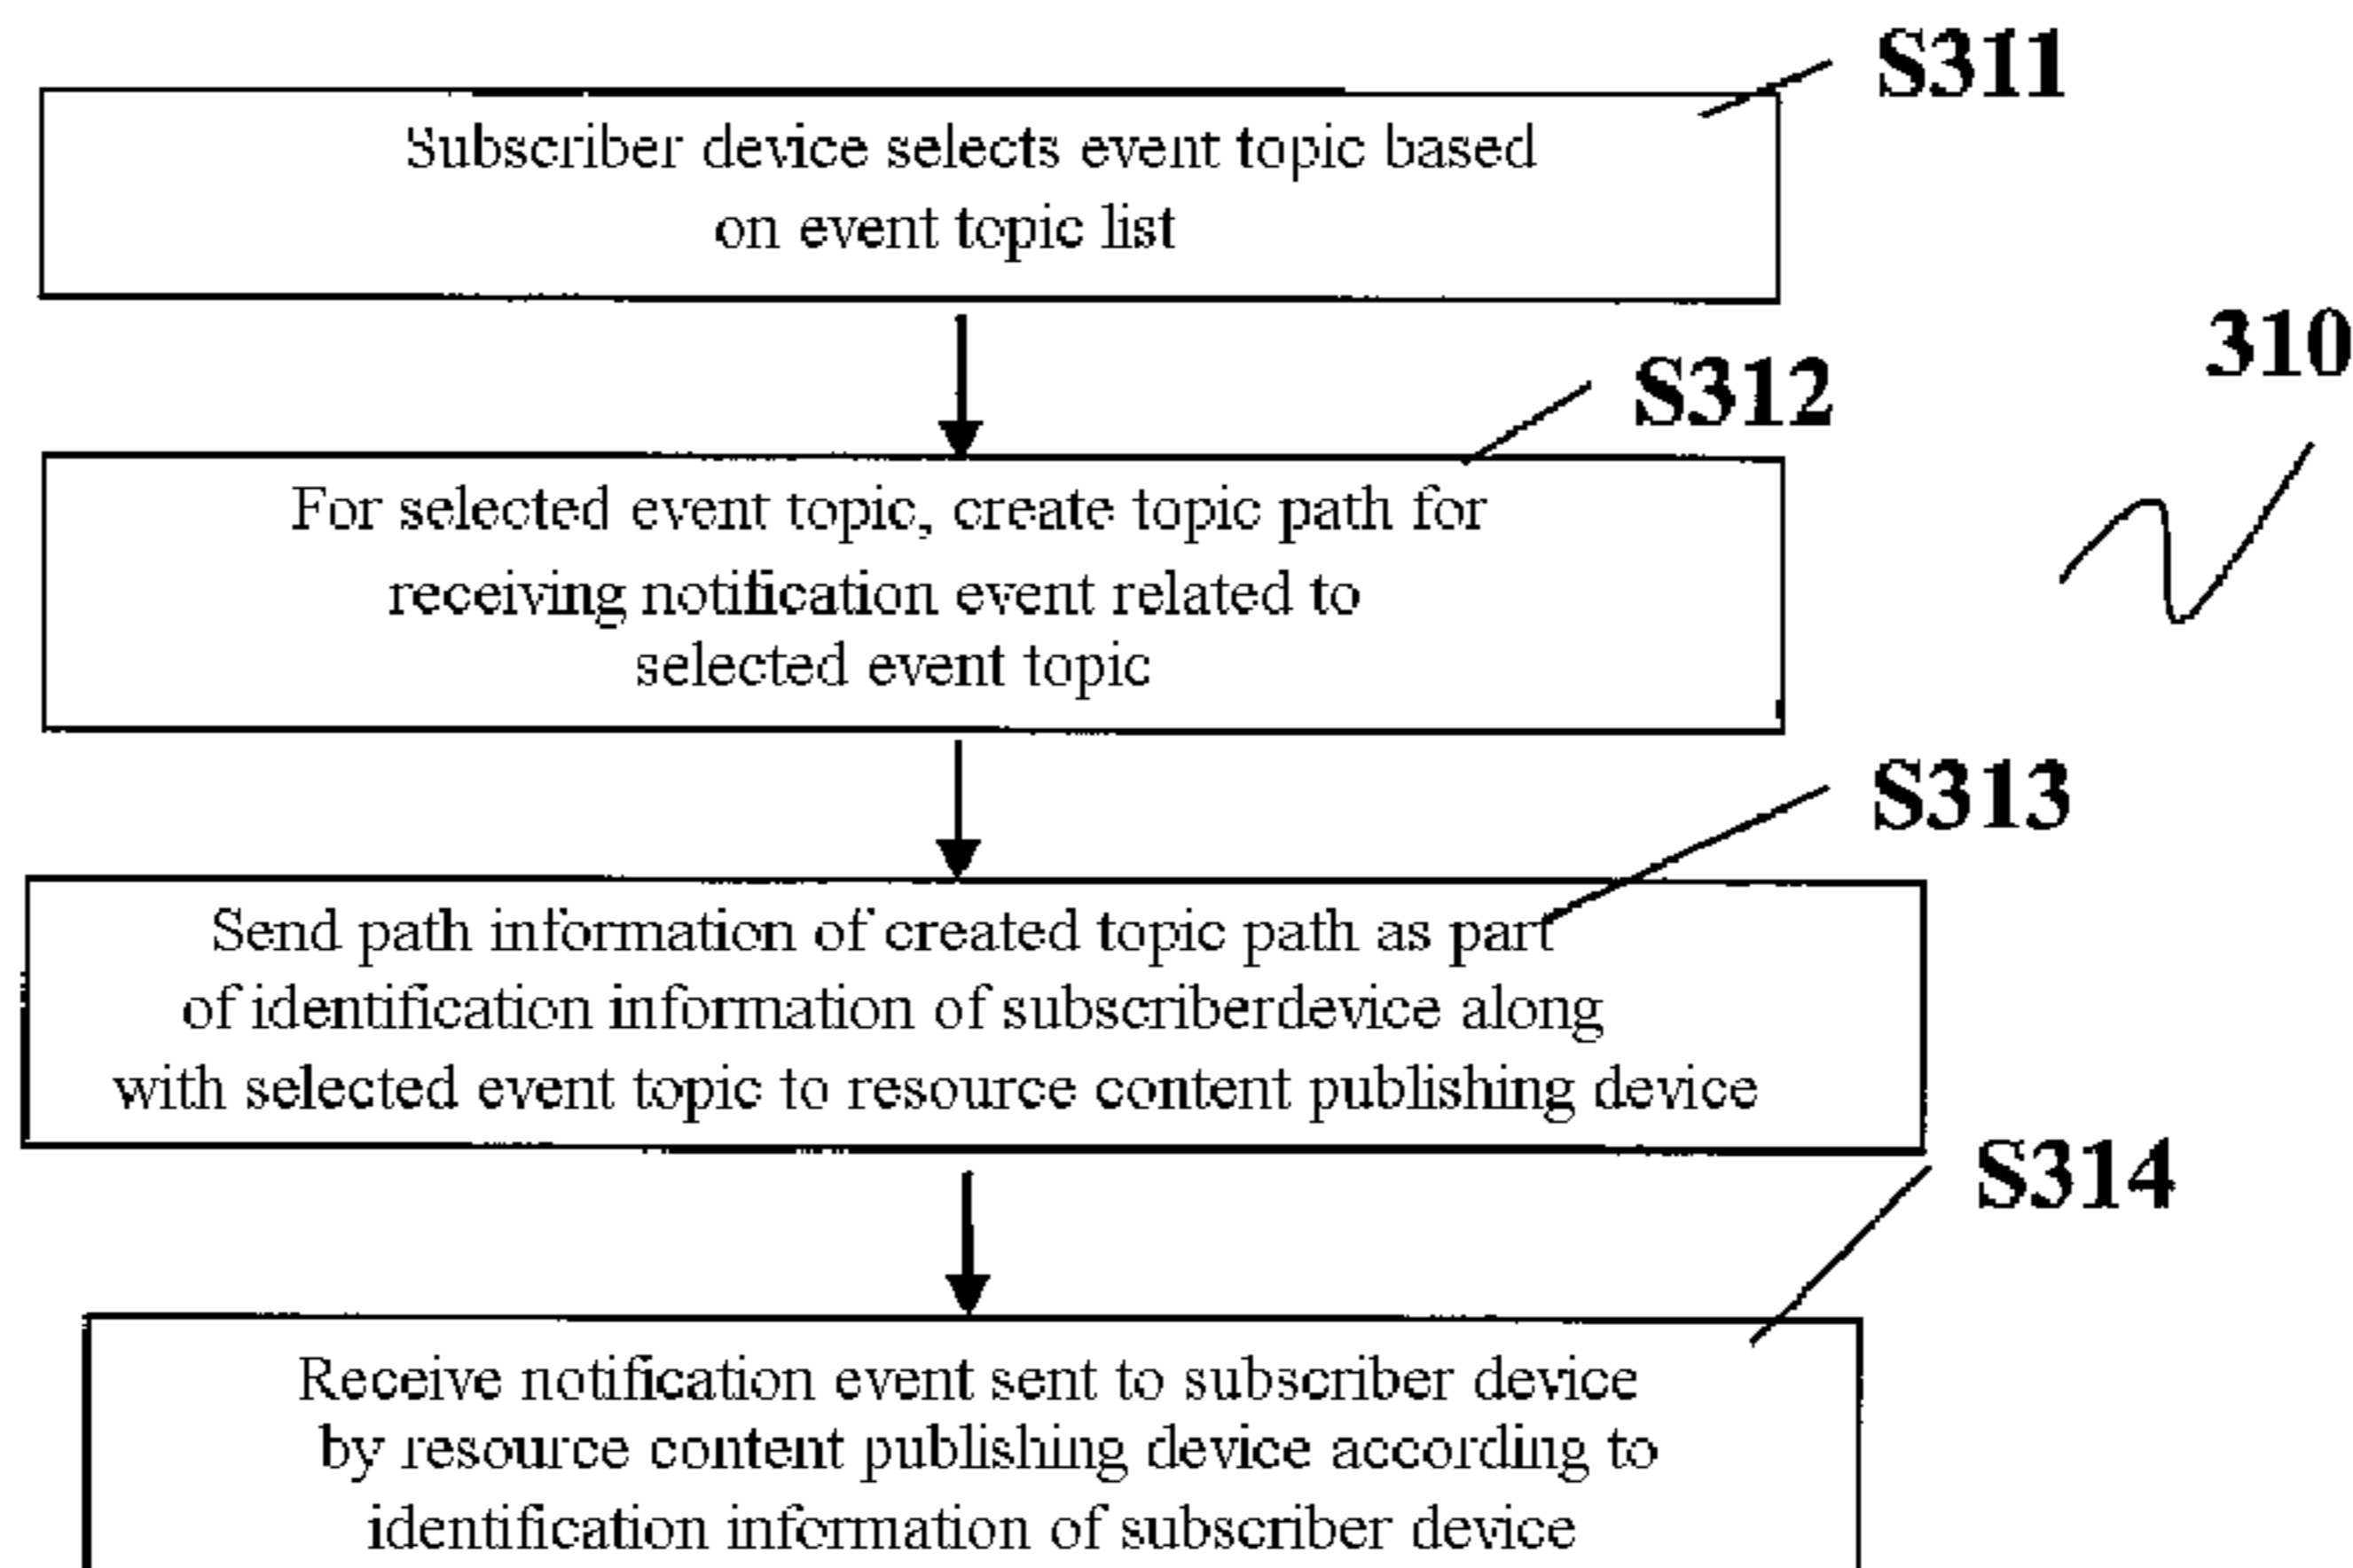 S311
Subscriber device selects event topic based
on event topic list
310
S312
For selected event topic, create topic path for
receiving notification event related to
selected event topic
S313
Send path information of created topic path as part
of identification information of subscriberdevice along
with selected event topic to resource content publishing device
S314
Receive notification event sent to subscriber device
by resource content publishing device according to
identification information of subscriber device